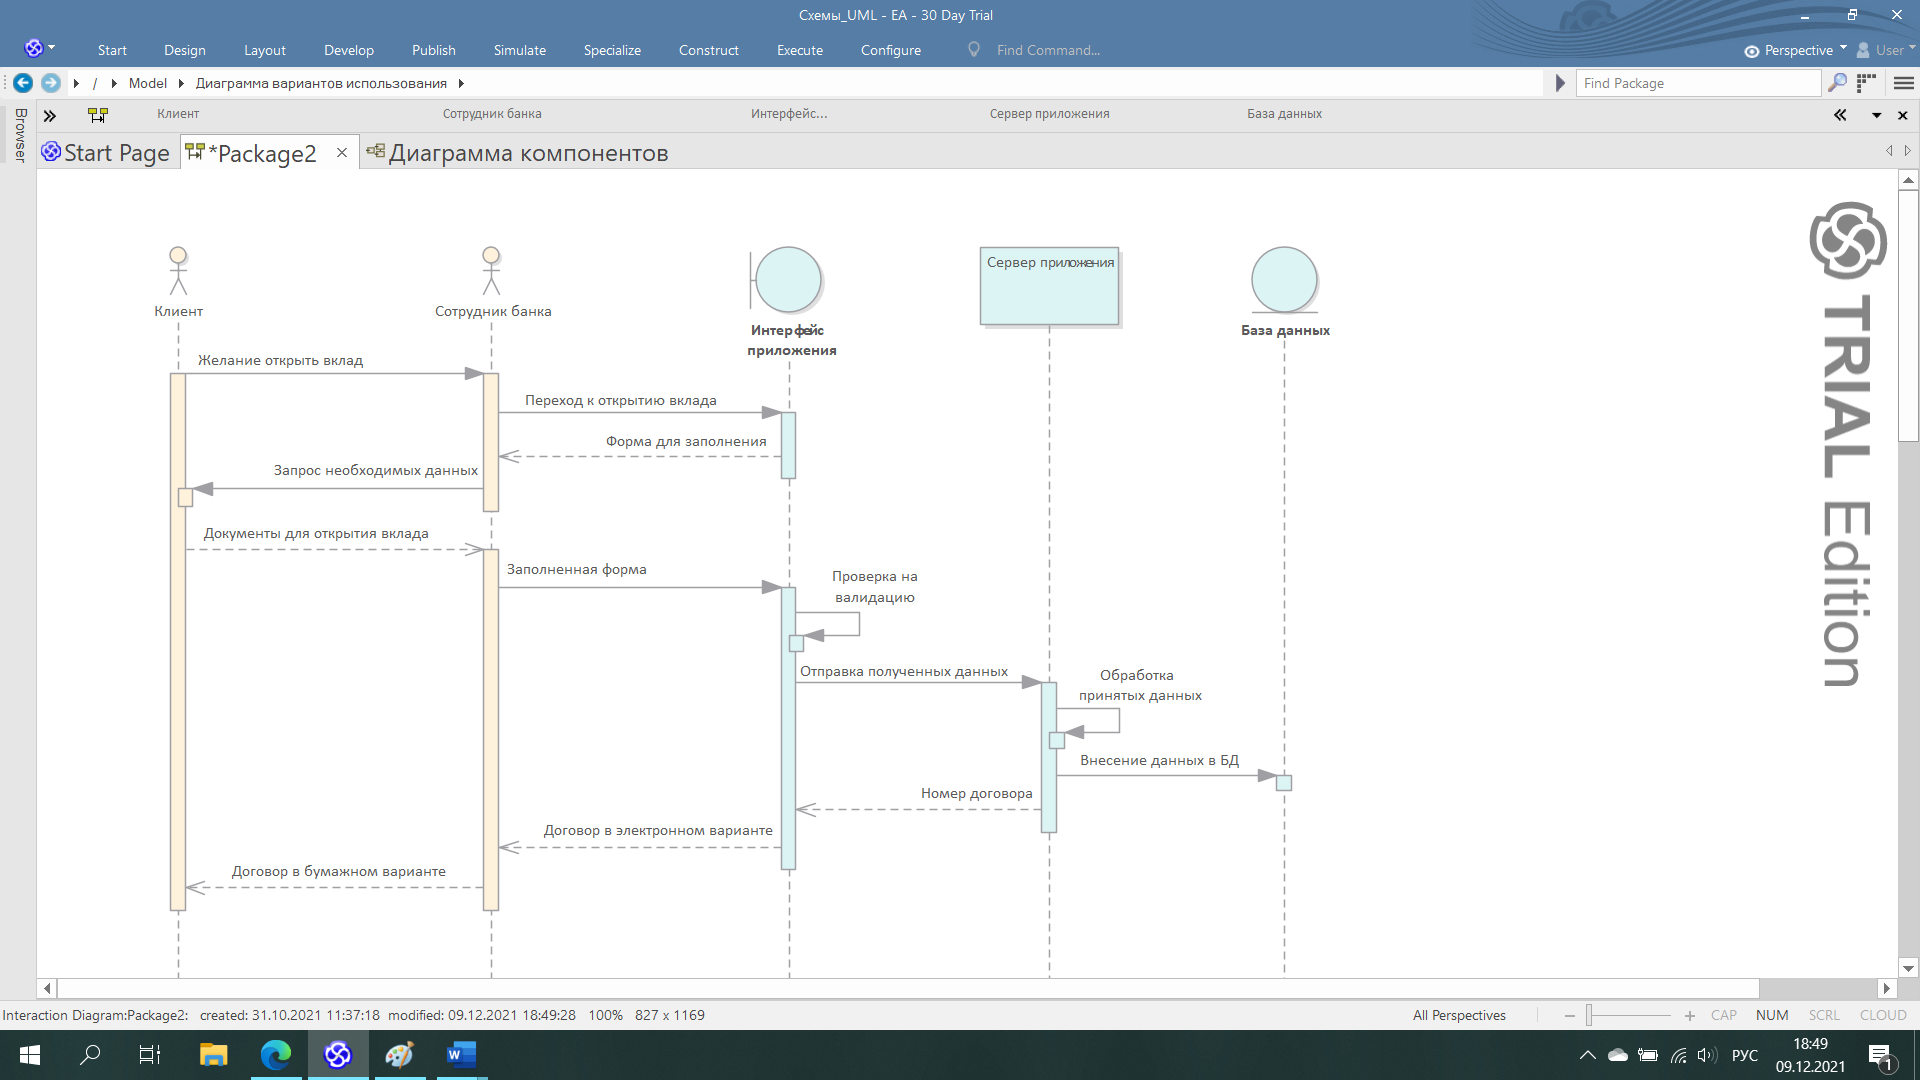 Схемы_UML - EA - 30 Day Trial
Start Design Layout Develop Publish Simulate Specialize Construct Execute Configure Find Command... Perspective User
/ Model Диаграмма вариантов использования Find Package
Browser
Клиент Сотрудник банка Интерфейс... Сервер приложения База данных
Start Page *Package2 Диаграмма компонентов
Сервер приложения
Клиент Сотрудник банка
Интерфейс База данных
приложения
Желание открыть вклад
Переход к открытию вклада
Форма для заполнения
Запрос необходимых данных
Документы для открытия вклада
Заполненная форма
Проверка на
валидацию
Отправка полученных данных
Обработка
принятых данных
Внесение данных в БД
Номер договора
Договор в электронном варианте
Договор в бумажном варианте
TRIAL Edition
Interaction Diagram:Package2: created: 31.10.2021 11:37:18 modified: 09.12.2021 18:49:28 100% 827 x 1169 All Perspectives CAP NUM SCRL CLOUD
W РУС 18:49
09.12.2021
1